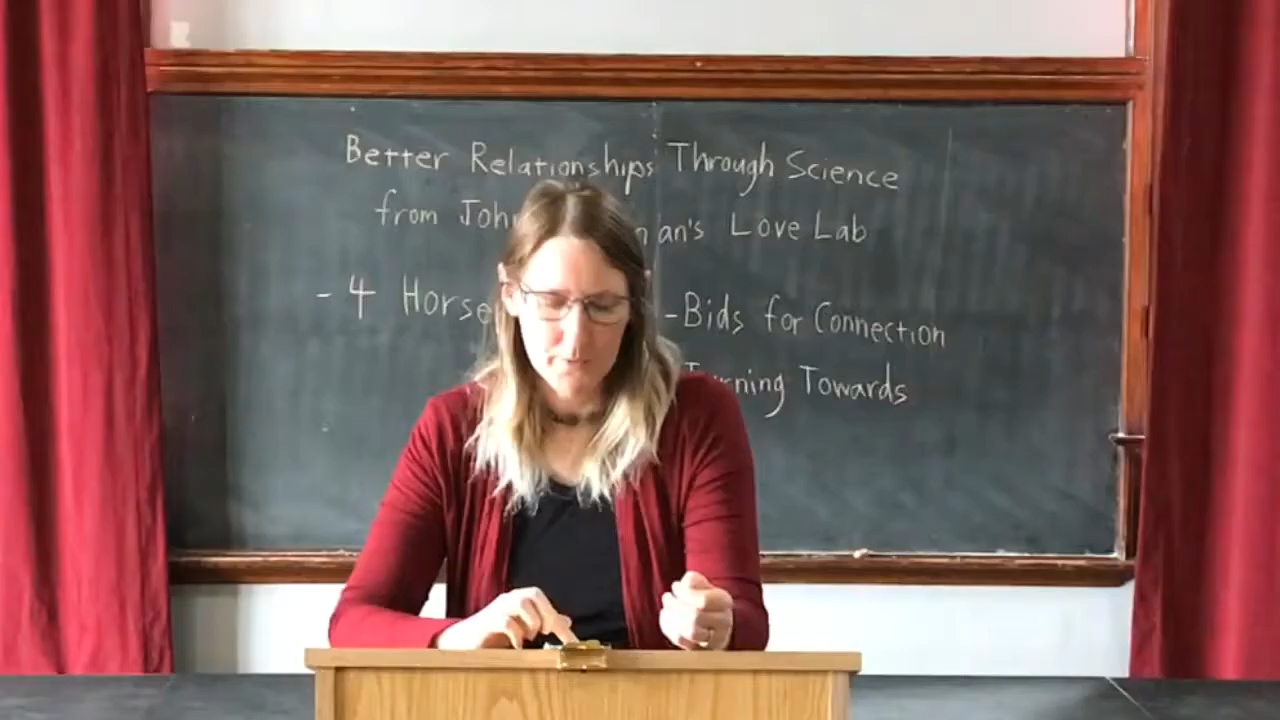 Better Relationships Through Science
from John an's Love Lab
- 4 Horse
- Bids for Connection
Turning Towards